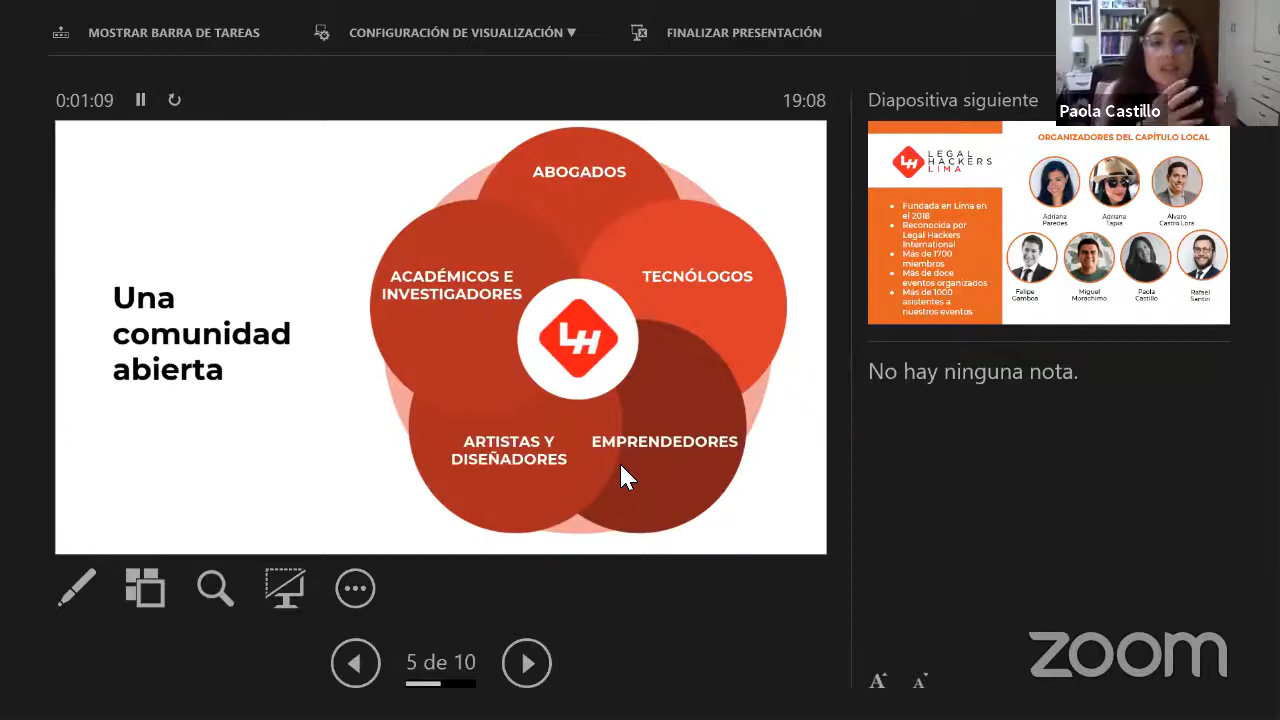 MOSTRAR BARRA DE TAREAS
CONFIGURACIÓN DE VISUALIZACIÓN ▼
FINALIZAR PRESENTACIÓN
Paola Castillo
0:01:09
19:08
Diapositiva siguiente
Una
comunidad
abierta
ABOGADOS
ACADÉMICOS E
INVESTIGADORES
TECNÓLOGOS
LH
ARTISTAS Y
DISEÑADORES
EMPRENDEDORES
LH
LEGAL
HACKERS
LIMA
• Fundada en Lima en
el 2018
• Reconocida por
Legal Hackers
International
• Más de 1700
miembros
• Más de doce
eventos organizados
• Más de 1000
asistentes a
nuestros eventos
ORGANIZADORES DEL CAPÍTULO LOCAL
Adriana
Paredes
Adriana
Tapia
Álvaro
Castro Lora
Felipe
Gamboa
Miguel
Morachimo
Paola
Castillo
Rafael
Santin
No hay ninguna nota.
5 de 10
A A
zoom